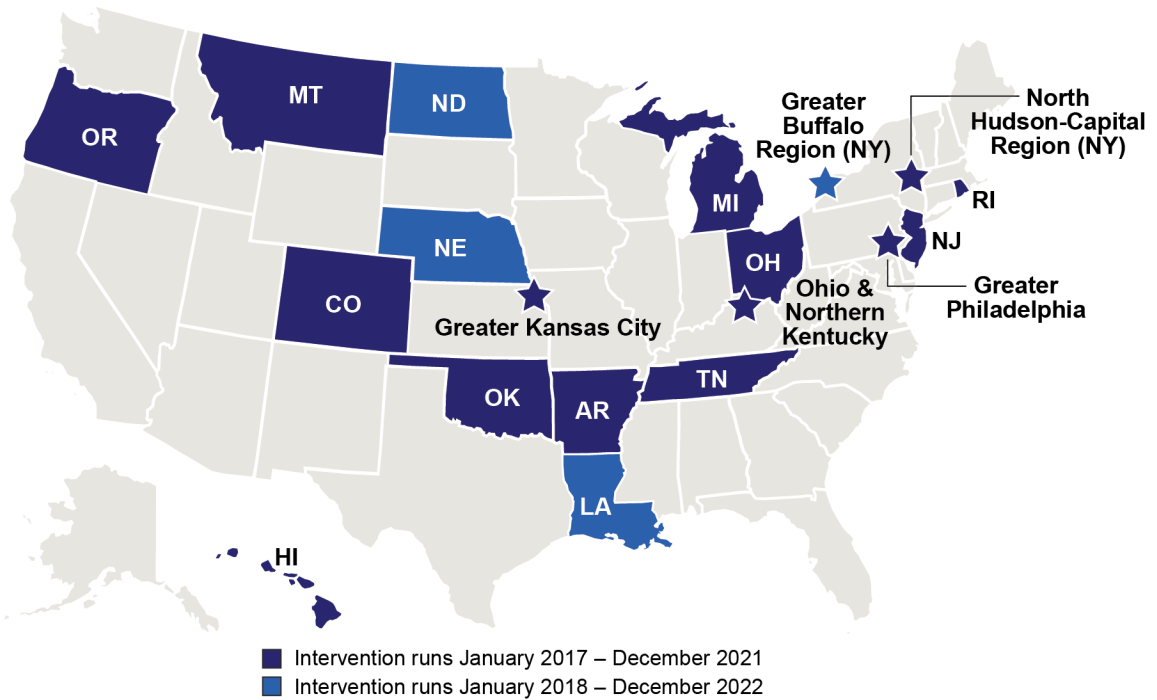 MT
ND
OR
Greater
Buffalo
Region (NY)
North
Hudson-Capital
Region (NY)
MI
RI
NE
OH
NJ
CO
Greater Kansas City
Ohio &
Northern
Kentucky
Greater
Philadelphia
OK
AR
TN
LA
HI
Intervention runs January 2017 – December 2021
Intervention runs January 2018 – December 2022